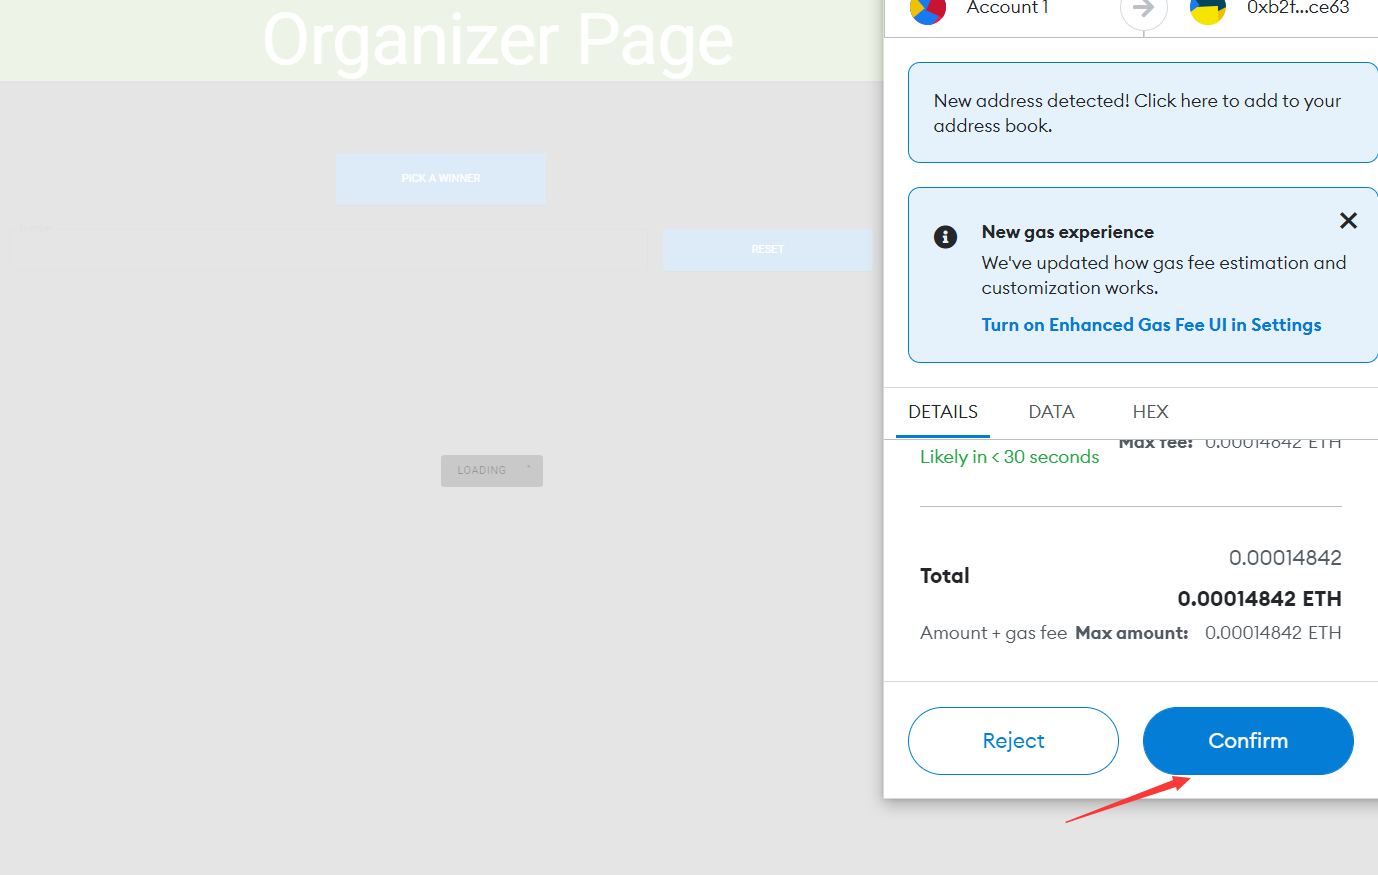 Organizer Page
PICK A WINNER
RESET
LOADING
Account 1
0xb2f...ce63
New address detected! Click here to add to your
address book.
New gas experience
We've updated how gas fee estimation and
customization works.
Turn on Enhanced Gas Fee UI in Settings
DETAILS DATA HEX
Likely in < 30 seconds
Max fee: 0.00014842 ETH
0.00014842
Total
0.00014842 ETH
Amount + gas fee Max amount: 0.00014842 ETH
Reject
Confirm